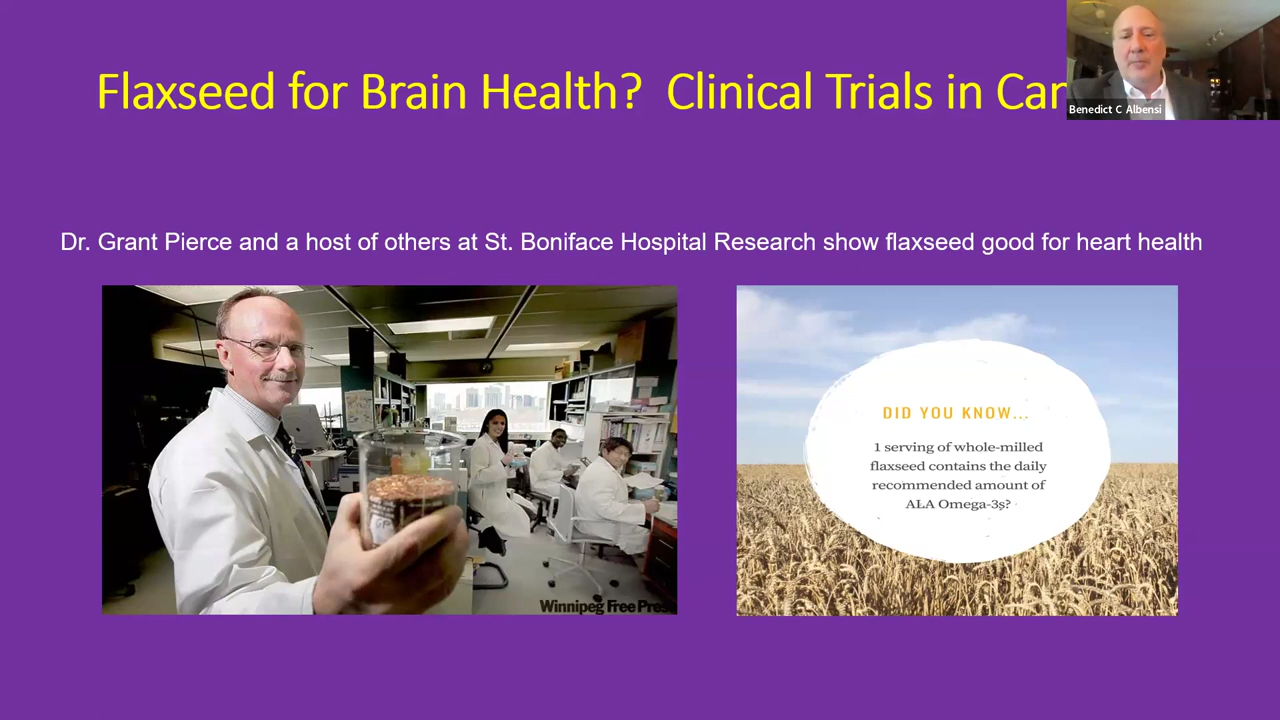 Flaxseed for Brain Health? Clinical Trials in
Benedict C Albensi
Dr. Grant Pierce and a host of others at St. Boniface Hospital Research show flaxseed good for heart health
DID YOU KNOW...
1 serving of whole-milled
flaxseed contains the daily
recommended amount of
ALA Omega-3s?
Winnipeg Free Press